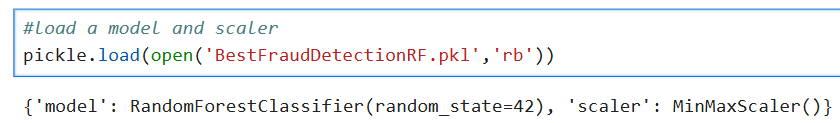 #load a model and scaler
pickle.load(open('BestFraudDetectionRF.pkl','rb'))
{'model': RandomForestClassifier(random_state=42), 'scaler': MinMaxScaler()}